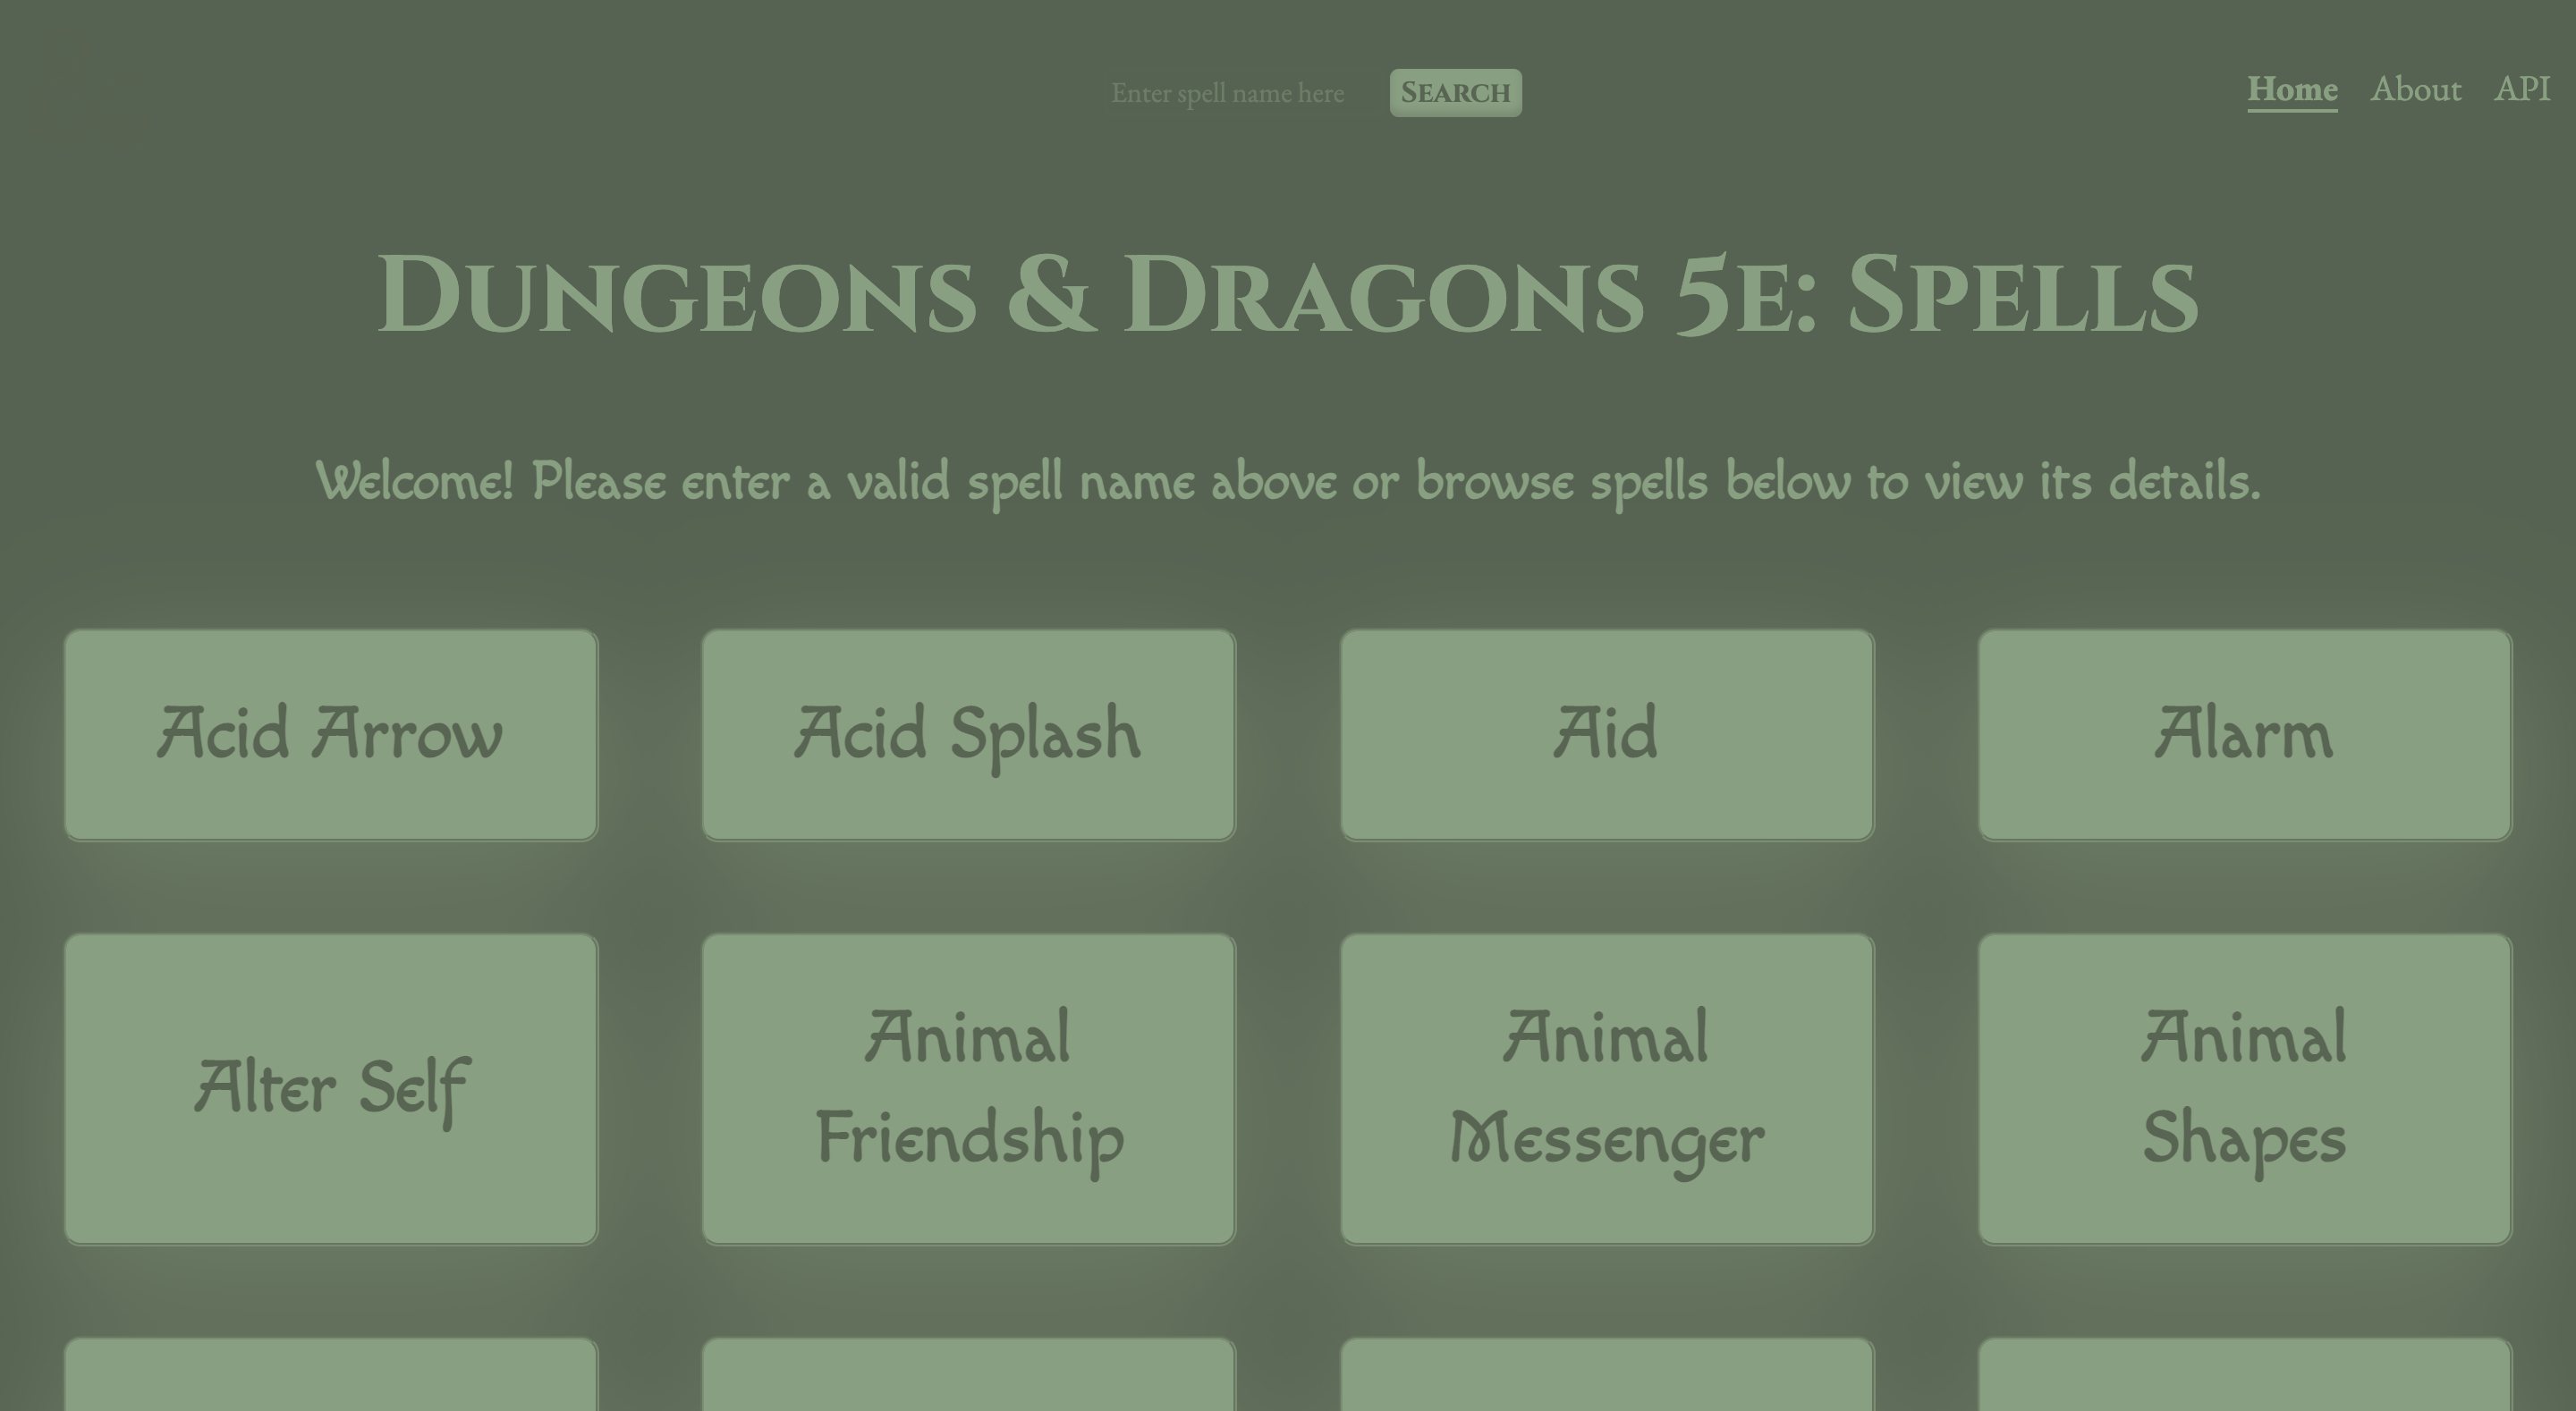 Enter spell name here
Search
Home
About
API
Dungeons & Dragons 5e: Spells
Welcome! Please enter a valid spell name above or browse spells below to view its details.
Acid Arrow
Acid Splash
Aid
Alarm
Alter Self
Animal
Friendship
Animal
Messenger
Animal
Shapes